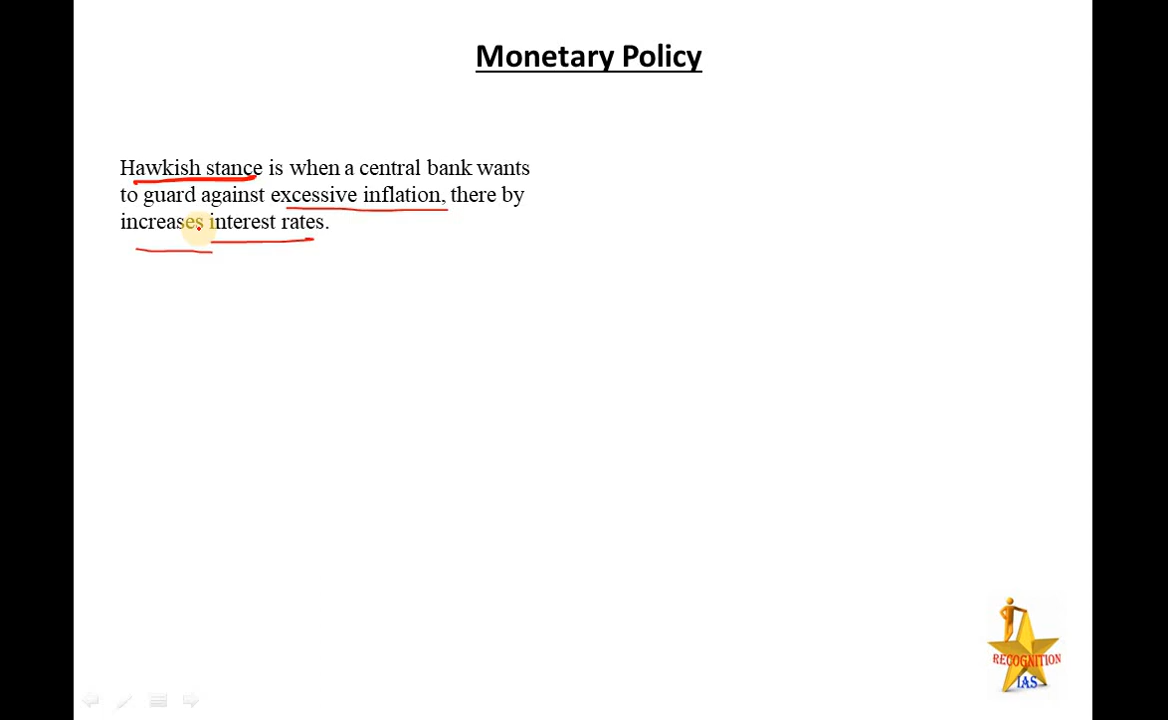 Monetary Policy
Hawkish stance is when a central bank wants
to guard against excessive inflation, there by
increases interest rates.
RECOGNITION
IAS